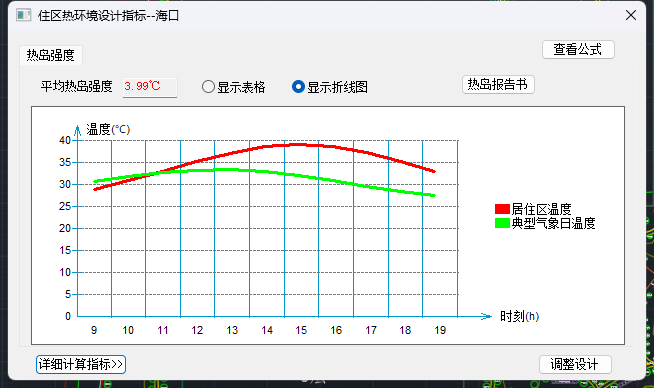 住区热环境设计指标--海口
热岛强度
查看公式
平均热岛强度 3.99℃ 显示表格 显示折线图 热岛报告书
温度(℃)
40
35
30
25
20
15
10
5
0
9 10 11 12 13 14 15 16 17 18 19
时刻(h)
居住区温度
典型气象日温度
详细计算指标>> 调整设计